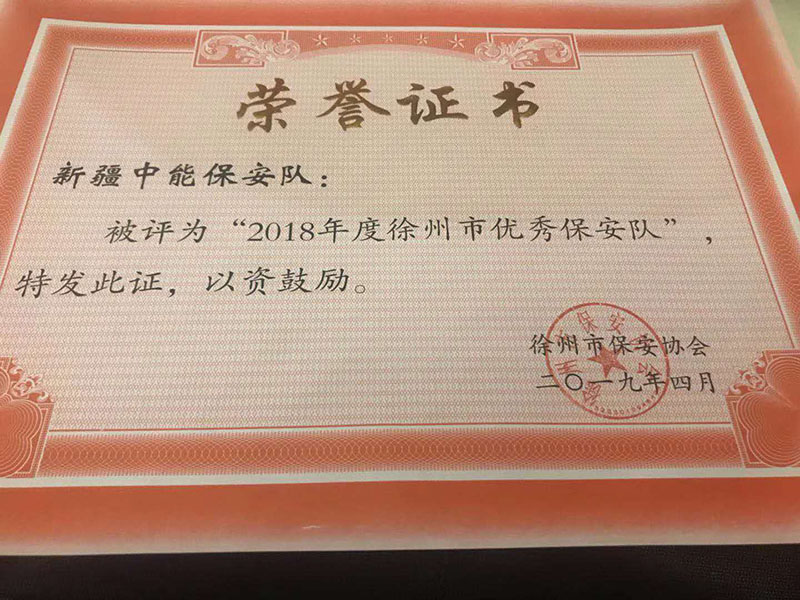 荣誉证书
新疆中能保安队：
被评为“2018年度徐州市优秀保安队”，
特发此证，以资鼓励。
徐州市保安协会
二〇一九年四月